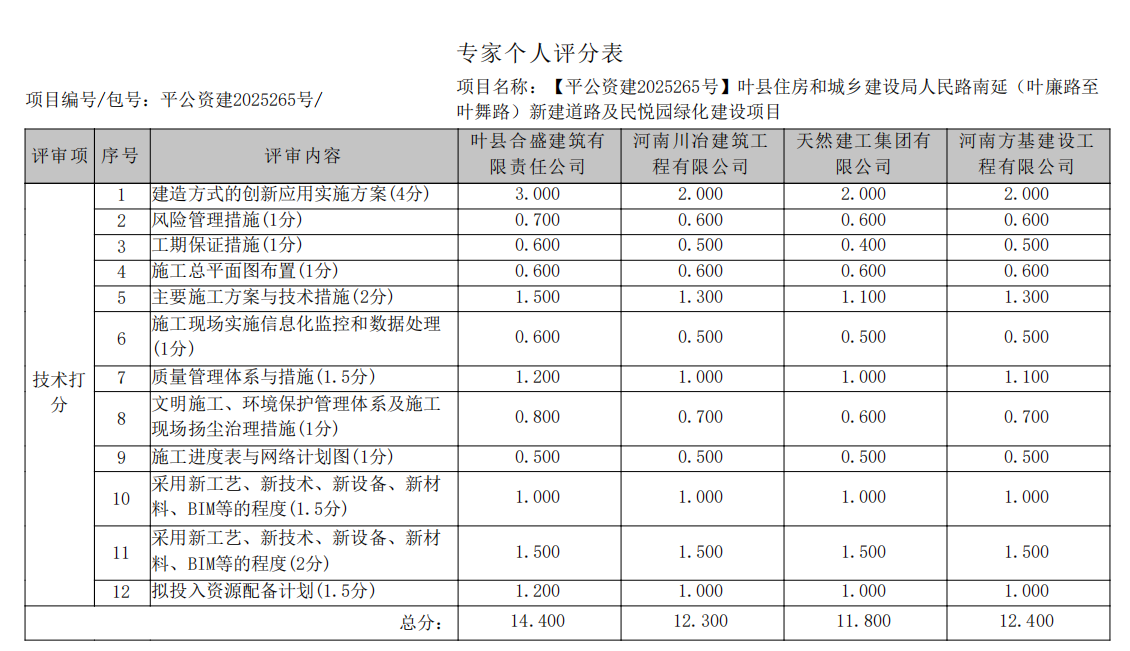 专家个人评分表
项目编号/包号：平公资建2025265号/
项目名称：【平公资建2025265号】叶县住房和城乡建设局人民路南延（叶廉路至
叶舞路）新建道路及民悦园绿化建设项目
评审项 序号 评审内容 叶县合盛建筑有 河南川冶建筑工 天然建工集团有 河南方基建设工
限责任公司 程有限公司 限公司 程有限公司
1 建造方式的创新应用实施方案(4分) 3.000 2.000 2.000 2.000
2 风险管理措施(1分) 0.700 0.600 0.600 0.600
3 工期保证措施(1分) 0.600 0.500 0.400 0.500
4 施工总平面图布置(1分) 0.600 0.600 0.600 0.600
5 主要施工方案与技术措施(2分) 1.500 1.300 1.100 1.300
6 施工现场实施信息化监控和数据处理
(1分) 0.600 0.500 0.500 0.500
技术打
分
7 质量管理体系与措施(1.5分) 1.200 1.000 1.000 1.100
8 文明施工、环境保护管理体系及施工
现场扬尘治理措施(1分) 0.800 0.700 0.600 0.700
9 施工进度表与网络计划图(1分) 0.500 0.500 0.500 0.500
10 采用新工艺、新技术、新设备、新材
料、BIM等的程度(1.5分) 1.000 1.000 1.000 1.000
11 采用新工艺、新技术、新设备、新材
料、BIM等的程度(2分) 1.500 1.500 1.500 1.500
12 拟投入资源配备计划(1.5分) 1.200 1.000 1.000 1.000
总分： 14.400 12.300 11.800 12.400